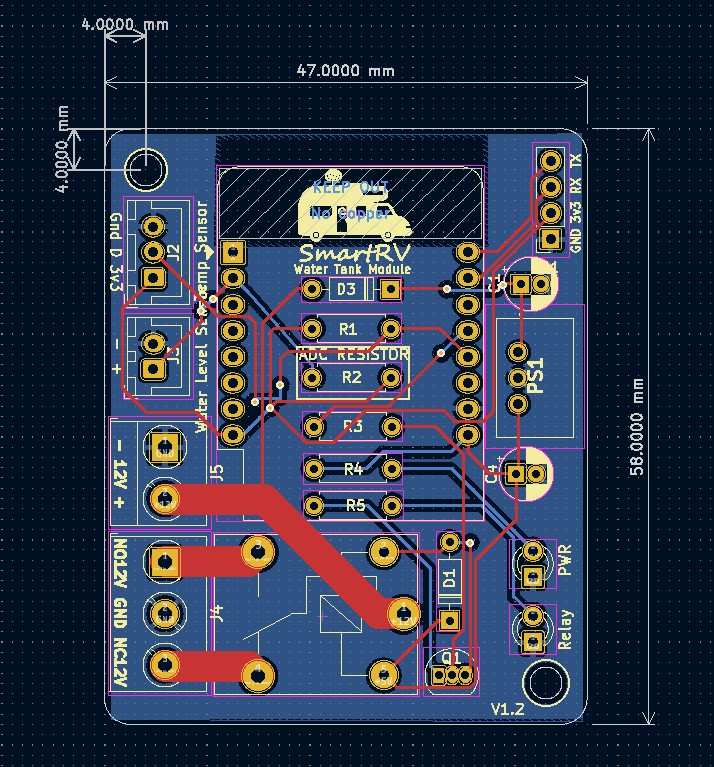 4.0000 mm
47.0000 mm
4.0000 mm
58.0000 mm
KEEP OUT
No Copper
SmartRV
Water Tank Module
GND 3v3 RX TX
Gnd D 3v3
J2
Temp Sensor
D3
R1
ADC RESISTOR
R2
- +
Water Level Sensor
PS1
R3
R4
R5
C4
- 12V +
J5
NO12V GND NC12V
J4
D1
PWR
Relay
Q1
V1.2